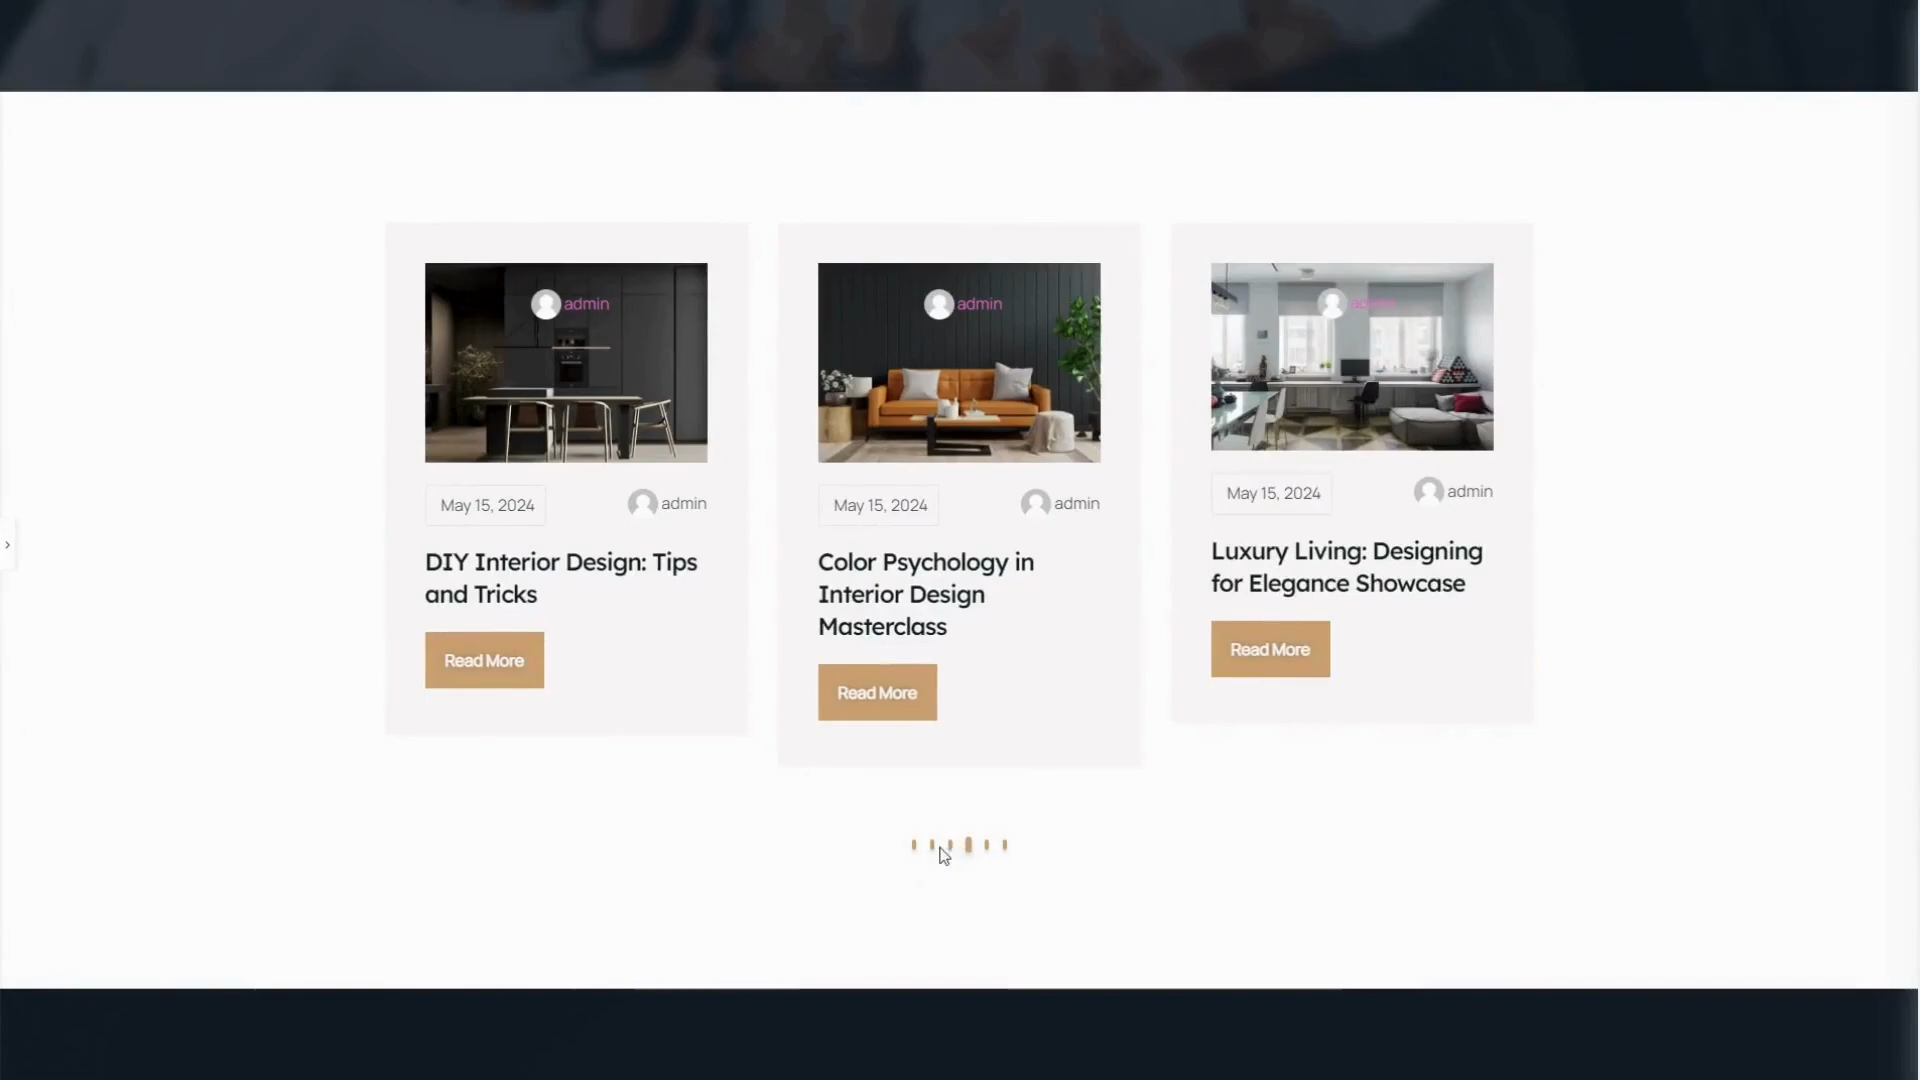 admin
May 15, 2024
admin
DIY Interior Design: Tips
and Tricks
Read More
admin
May 15, 2024
admin
Color Psychology in
Interior Design
Masterclass
Read More
admin
May 15, 2024
admin
Luxury Living: Designing
for Elegance Showcase
Read More